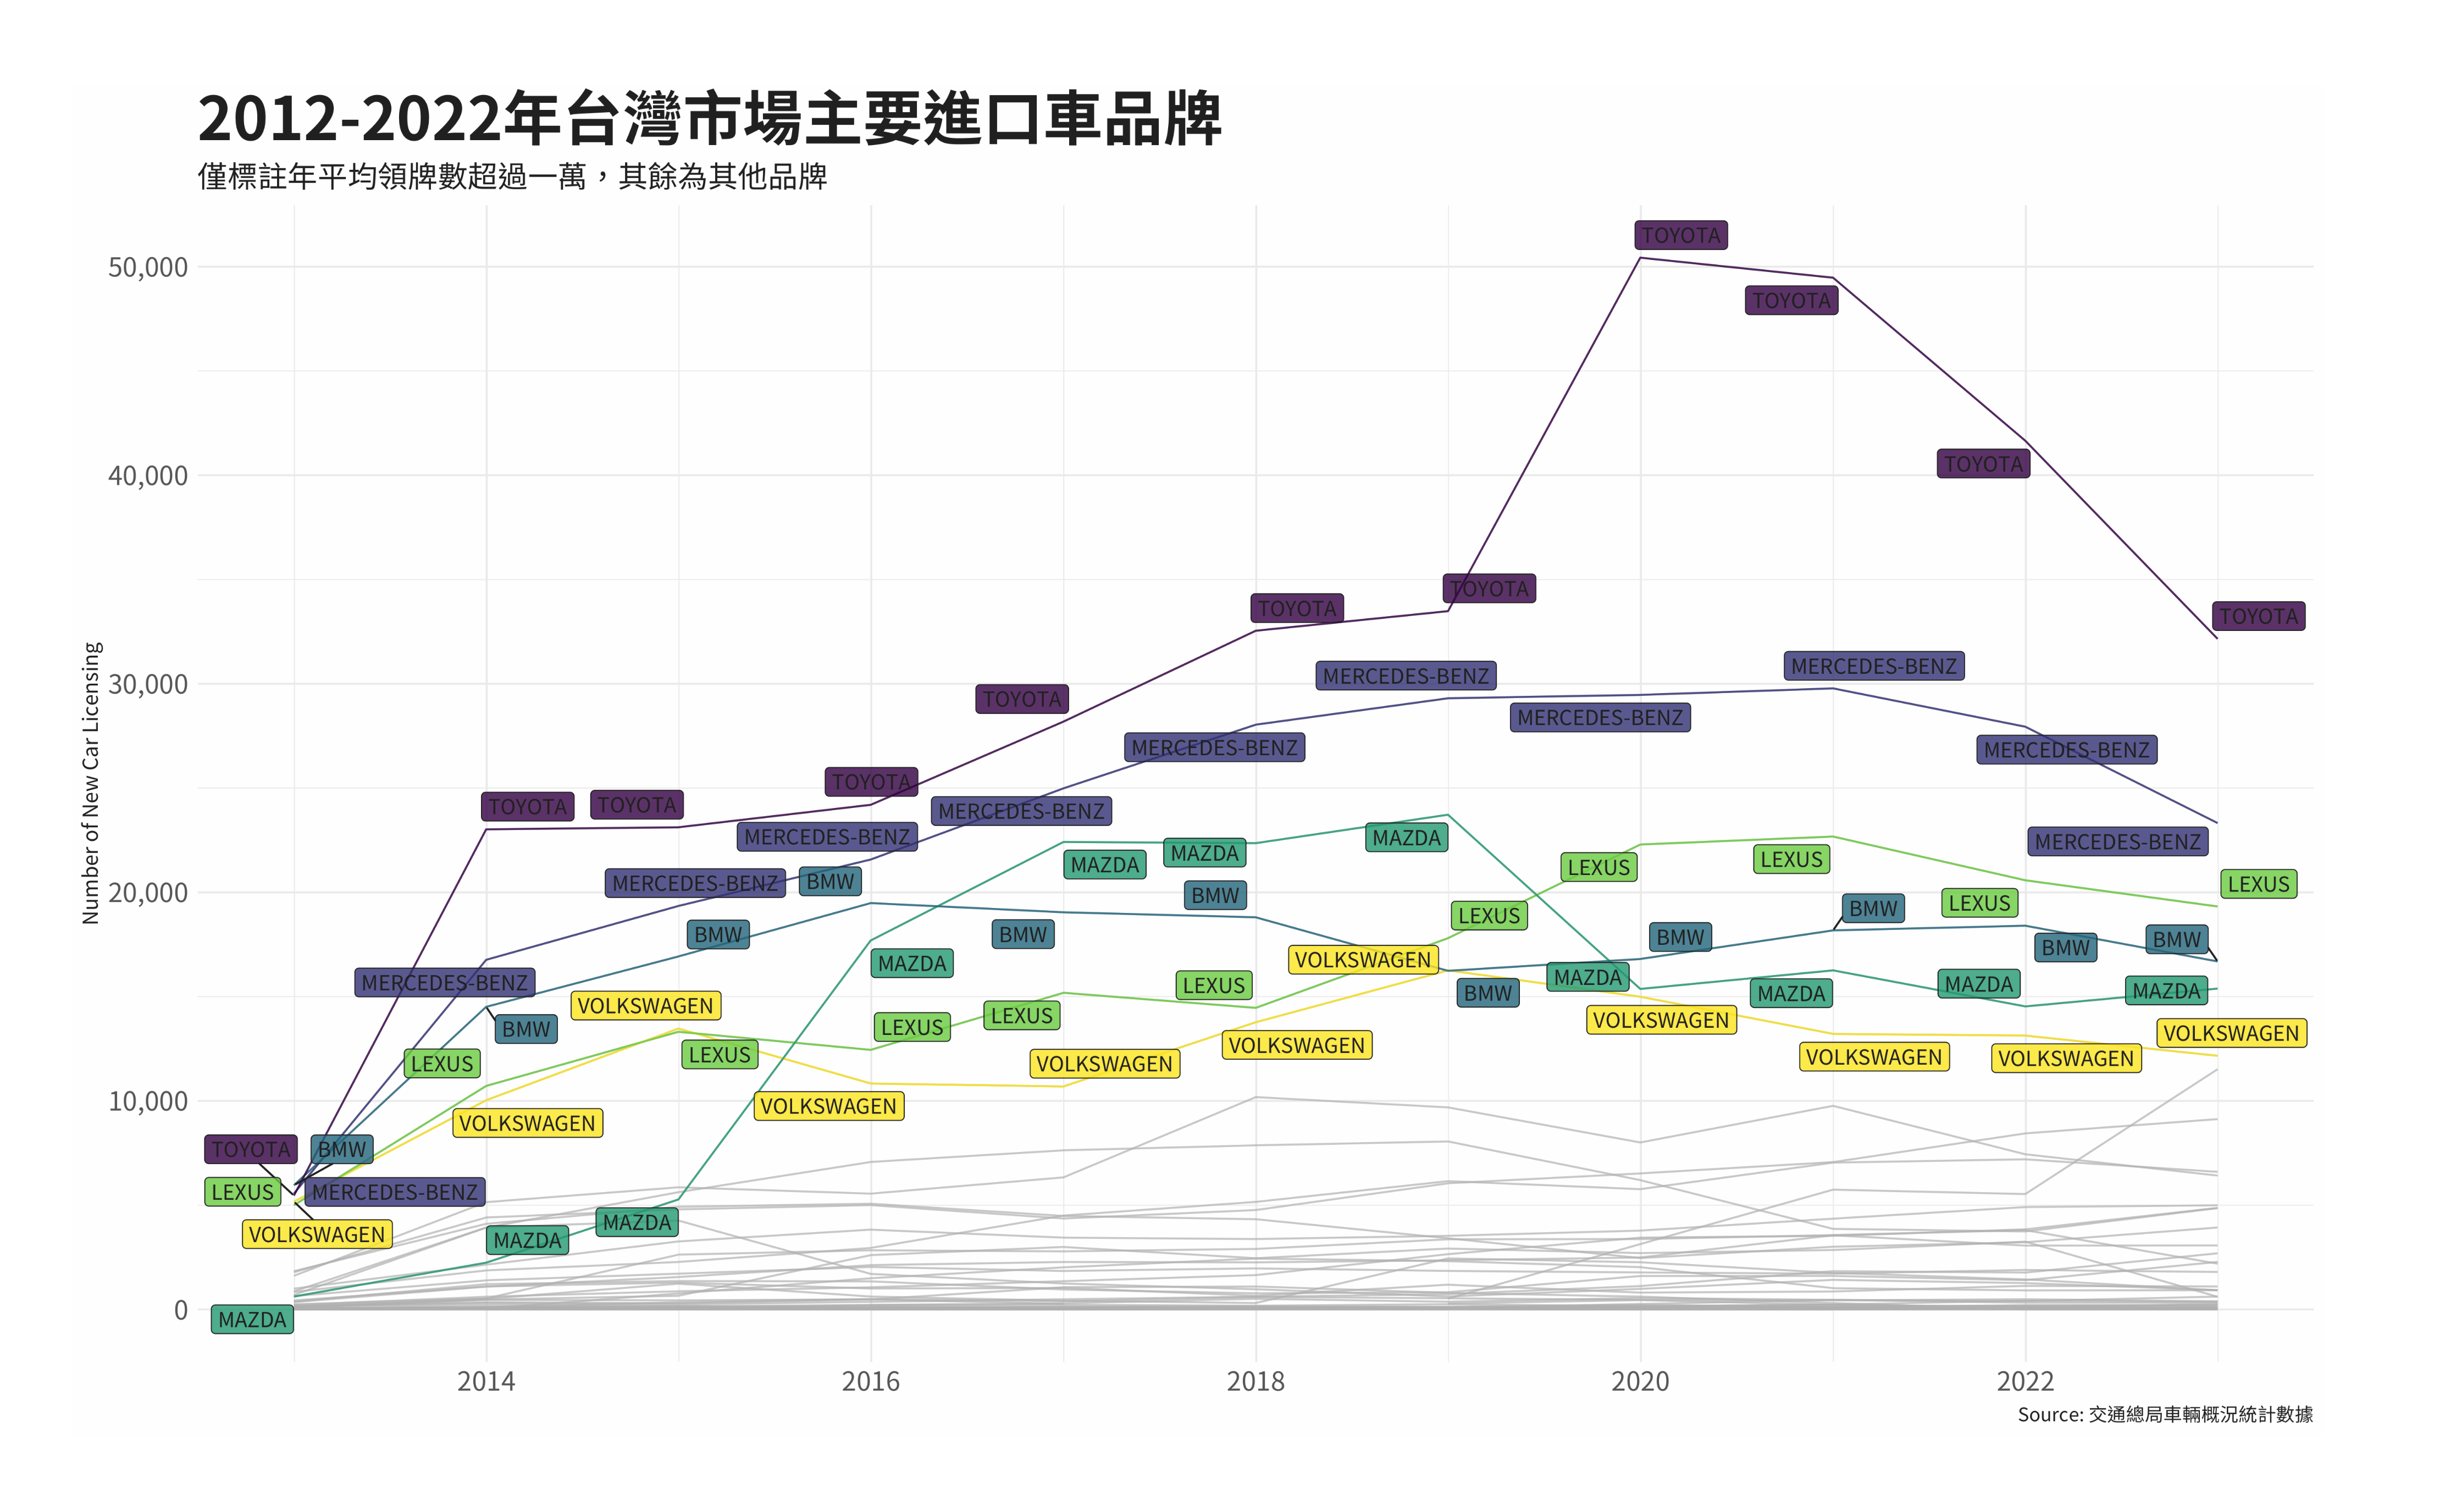 2012-2022年台灣市場主要進口車品牌
僅標註年平均領牌數超過一萬，其餘為其他品牌
TOYOTA
50,000
TOYOTA
TOYOTA
40,000
TOYOTA
TOYOTA
TOYOTA
MERCEDES-BENZ
MERCEDES-BENZ
30,000
TOYOTA
MERCEDES-BENZ
MERCEDES-BENZ
MERCEDES-BENZ
TOYOTA
TOYOTA
TOYOTA
MERCEDES-BENZ
MERCEDES-BENZ
MAZDA
MERCEDES-BENZ
MAZDA
LEXUS
MAZDA
LEXUS
MERCEDES-BENZ
BMW
LEXUS
20,000
BMW
LEXUS
BMW
LEXUS
BMW
BMW
BMW
BMW
BMW
VOLKSWAGEN
MAZDA
MAZDA
MERCEDES-BENZ
MAZDA
LEXUS
MAZDA
BMW
MAZDA
VOLKSWAGEN
LEXUS
VOLKSWAGEN
LEXUS
BMW
VOLKSWAGEN
VOLKSWAGEN
LEXUS
VOLKSWAGEN
VOLKSWAGEN
LEXUS
VOLKSWAGEN
10,000
VOLKSWAGEN
VOLKSWAGEN
TOYOTA
BMW
LEXUS
MERCEDES-BENZ
MAZDA
VOLKSWAGEN
MAZDA
0
MAZDA
Number of New Car Licensing
2014
2016
2018
2020
2022
Source: 交通總局車輛概況統計數據